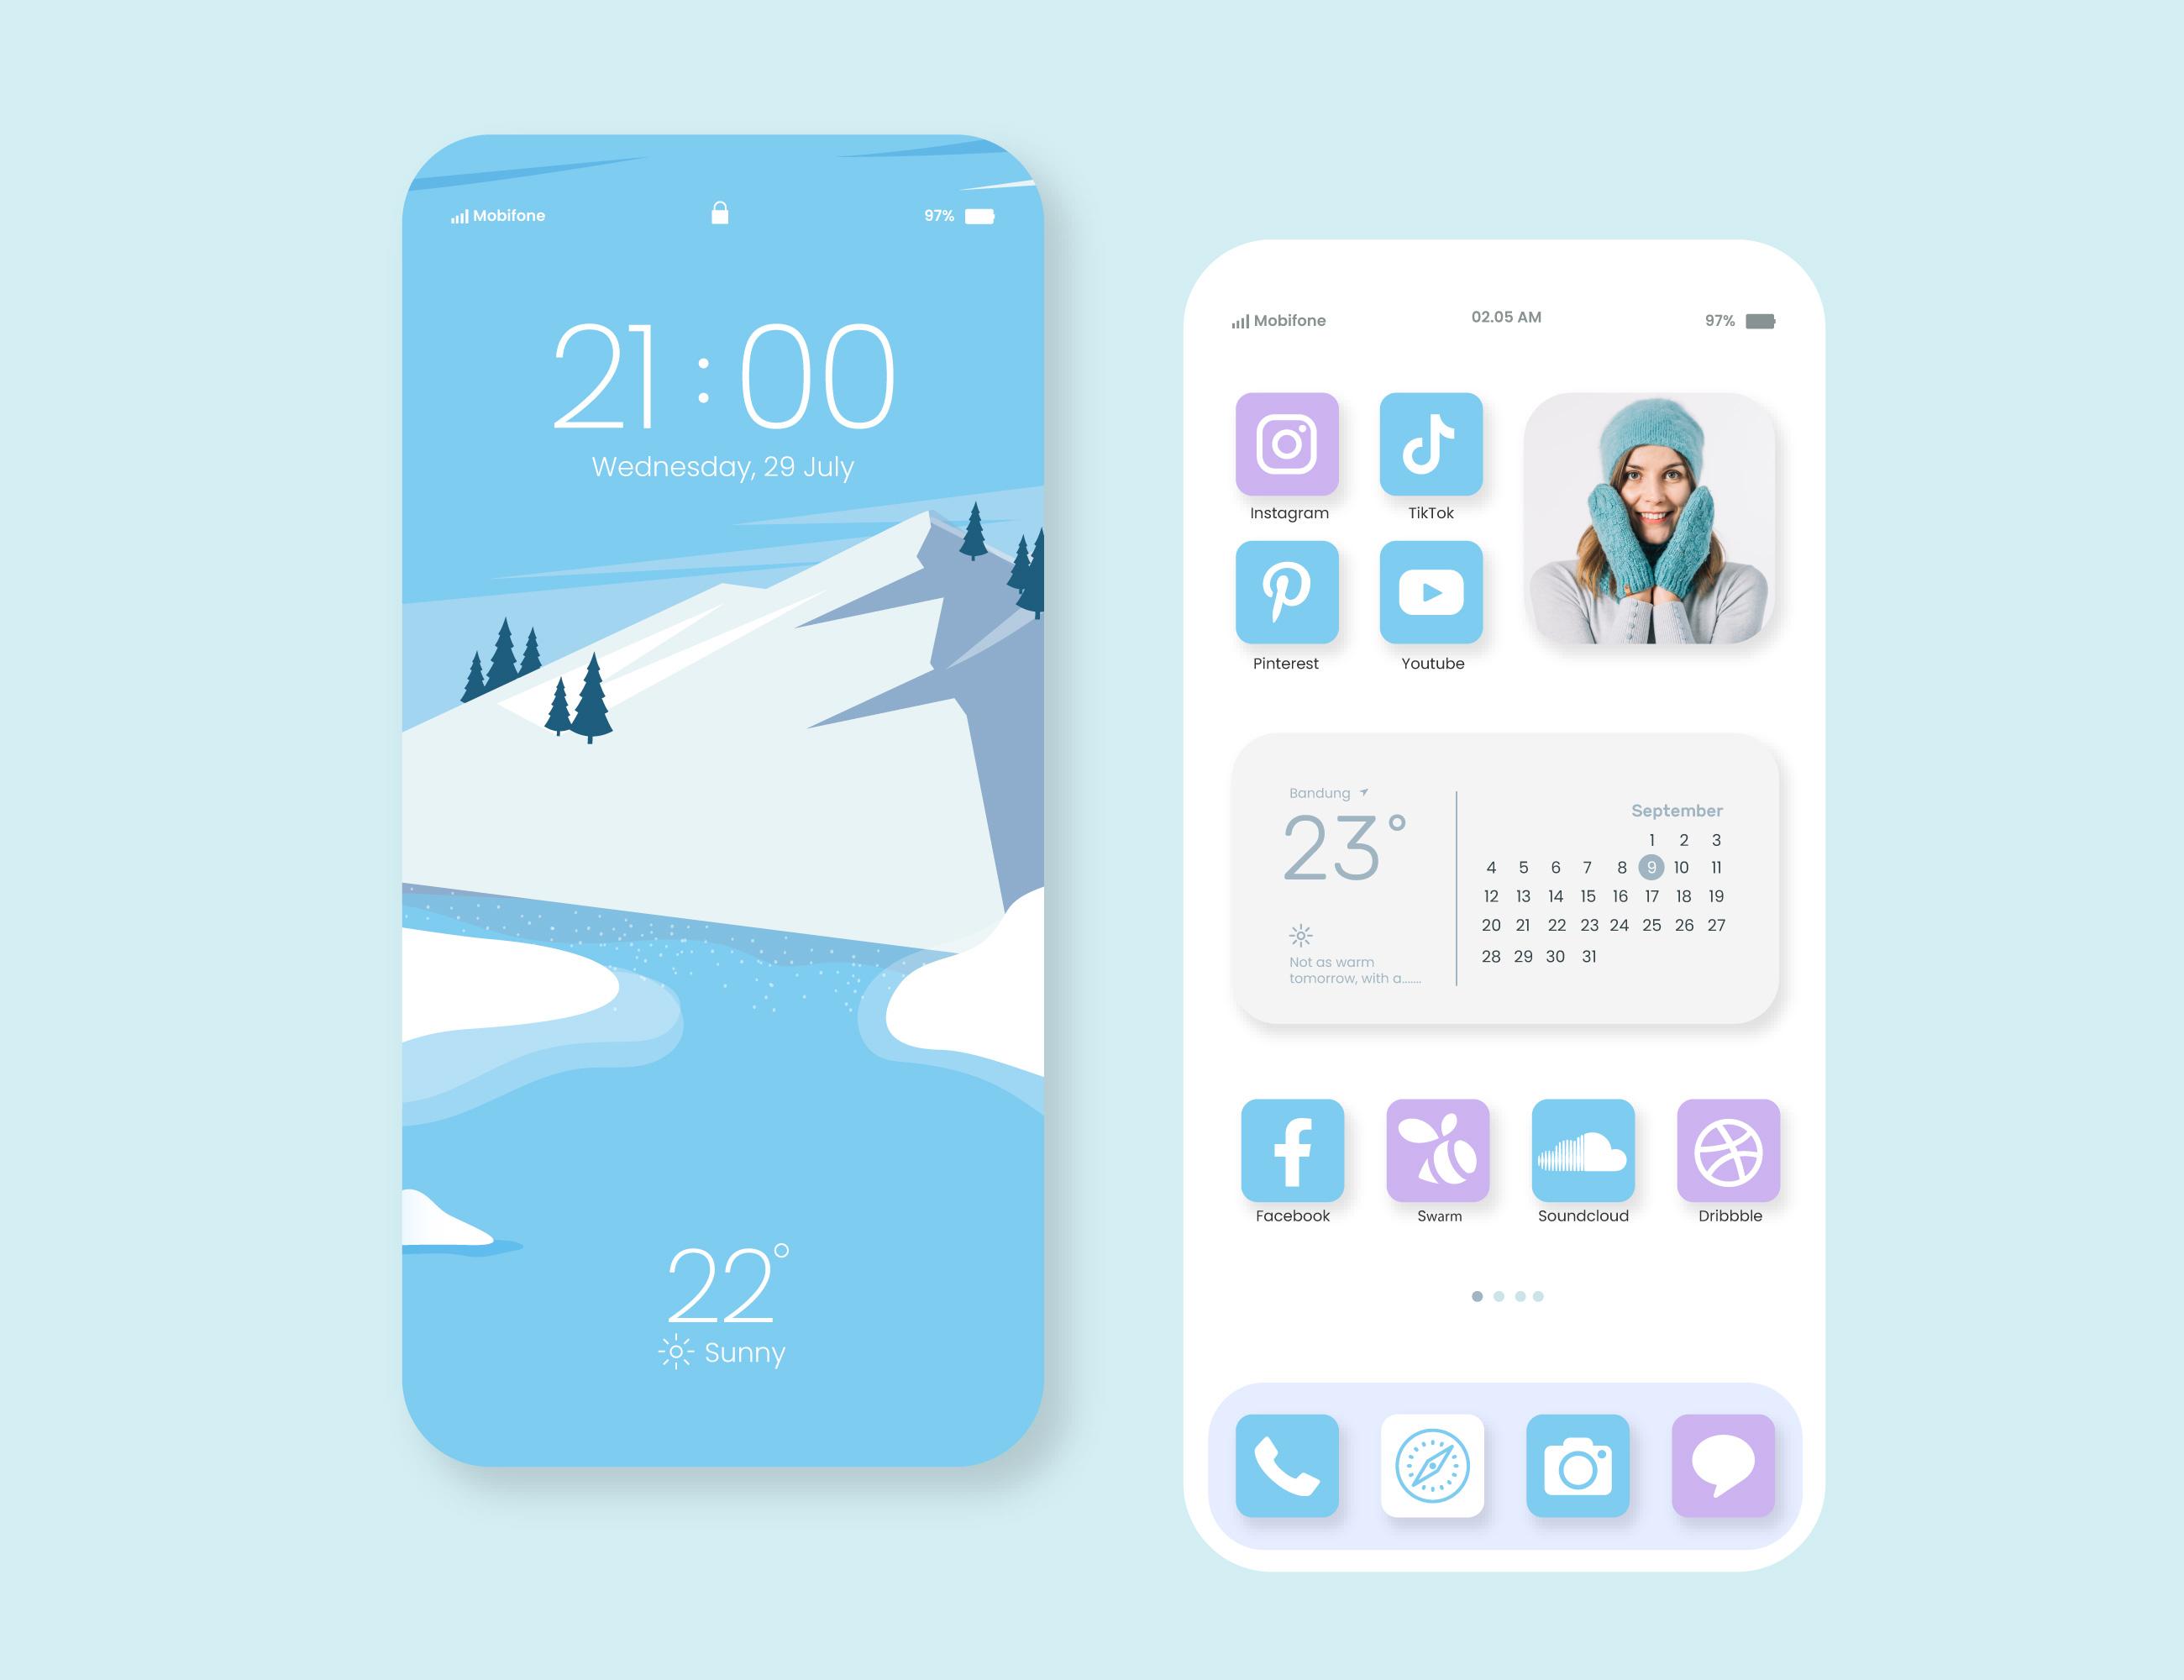 Mobifone
97%
21 : 00
Wednesday, 29 July
22°
Sunny
Mobifone
02.05 AM
97%
Instagram
TikTok
Pinterest
Youtube
Bandung
23°
Not as warm
tomorrow, with a.......
September
1 2 3
4 5 6 7 8 9 10 11
12 13 14 15 16 17 18 19
20 21 22 23 24 25 26 27
28 29 30 31
Facebook
Swarm
Soundcloud
Dribbble